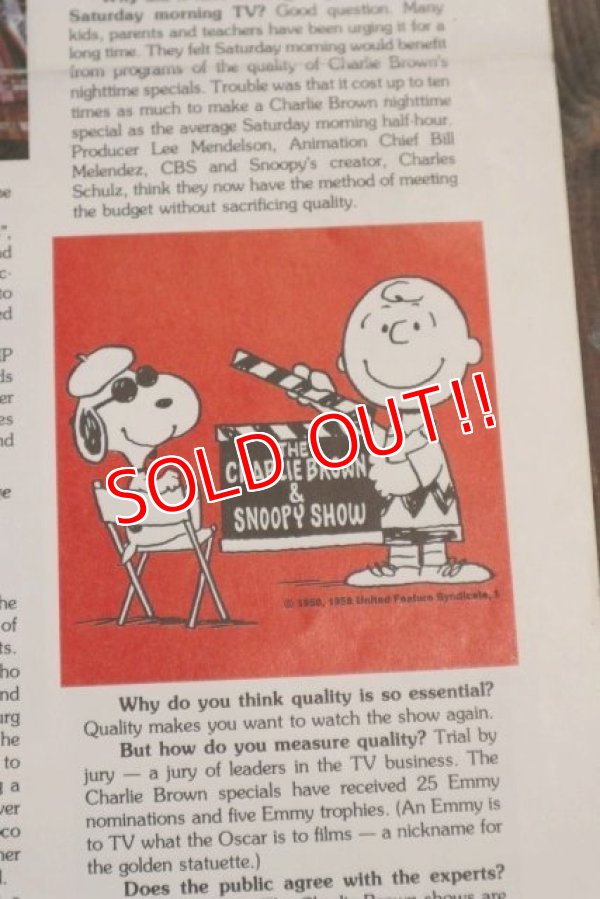 Saturday morning TV? Good question. Many
kids, parents and teachers have been urging it for a
long time. They felt Saturday morning would benefit
from programs of the quality of Charlie Brown's
nighttime specials. Trouble was that it cost up to ten
times as much to make a Charlie Brown nighttime
special as the average Saturday morning half-hour.
Producer Lee Mendelson, Animation Chief Bill
Melendez, CBS and Snoopy's creator, Charles
Schulz, think they now have the method of meeting
the budget without sacrificing quality.
THE
CHARLIE BROWN
&
SNOOPY SHOW
SOLD OUT!!
© 1950, 1958 United Feature Syndicate, I
Why do you think quality is so essential?
Quality makes you want to watch the show again.
But how do you measure quality? Trial by
jury — a jury of leaders in the TV business. The
Charlie Brown specials have received 25 Emmy
nominations and five Emmy trophies. (An Emmy is
to TV what the Oscar is to films — a nickname for
the golden statuette.)
Does the public agree with the experts?